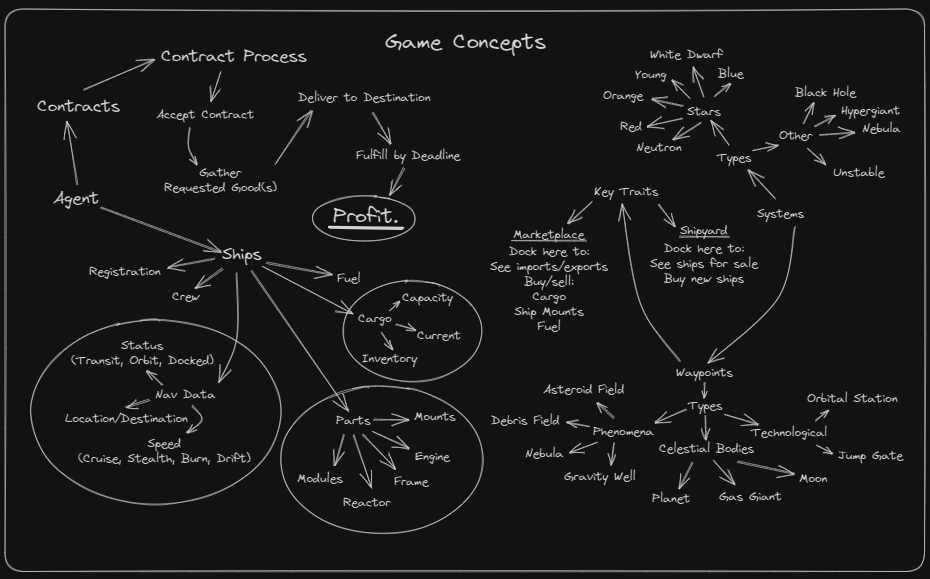 Game Concepts
Contract Process
Contracts
Accept Contract
Deliver to Destination
Gather
Requested Good(s)
Fulfill by Deadline
Profit.
Agent
Ships
Registration
Crew
Fuel
Cargo
Capacity
Current
Inventory
Status
(Transit, Orbit, Docked)
Nav Data
Location/Destination
Speed
(Cruise, Stealth, Burn, Drift)
Parts
Mounts
Engine
Frame
Reactor
Modules
White Dwarf
Young
Blue
Orange
Stars
Red
Neutron
Types
Black Hole
Hypergiant
Other
Nebula
Unstable
Systems
Key Traits
Marketplace
Dock here to:
See imports/exports
Buy/sell:
Cargo
Ship Mounts
Fuel
Shipyard
Dock here to:
See ships for sale
Buy new ships
Waypoints
Types
Asteroid Field
Debris Field
Phenomena
Nebula
Gravity Well
Celestial Bodies
Planet
Gas Giant
Moon
Technological
Orbital Station
Jump Gate